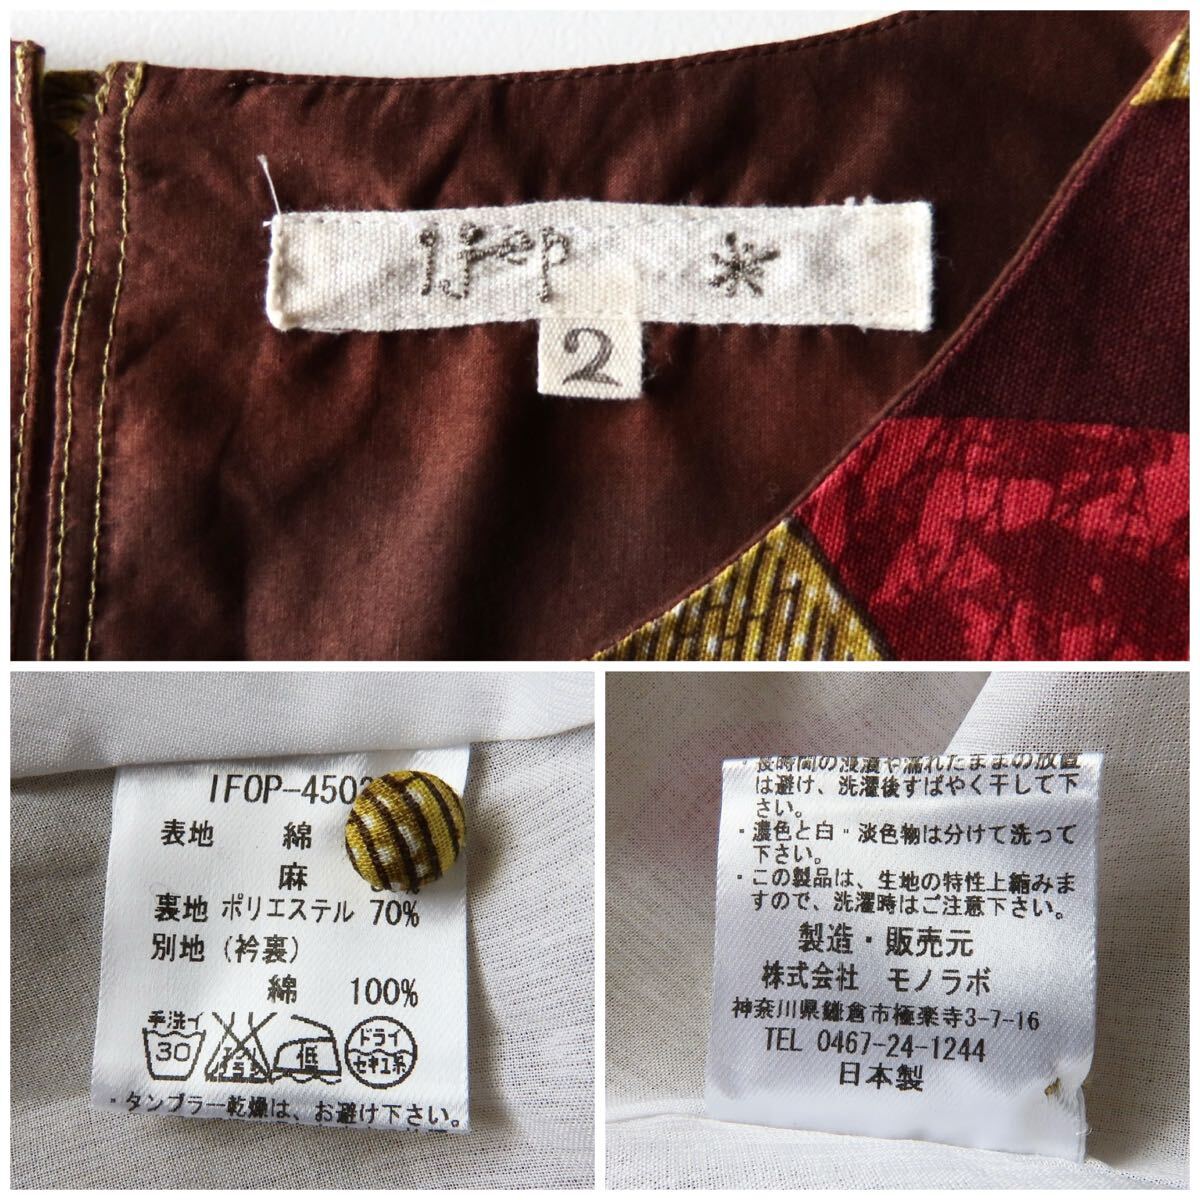 2
IFOP-450
表地 綿
麻
裏地 ポリエステル 70%
別地(衿裏)
綿 100%
手洗イ
30
低
ドライ
セキユ系
・タンブラー乾燥は、お避け下さい。
・長時間の浸漬や濡れたままの放置
は避け、洗濯後すばやく干して下
さい。
・濃色と白・淡色物は分けて洗って
下さい。
・この製品は、生地の特性上縮みま
すので、洗濯時はご注意下さい。
製造・販売元
株式会社 モノラボ
神奈川県鎌倉市極楽寺3-7-16
TEL 0467-24-1244
日本製